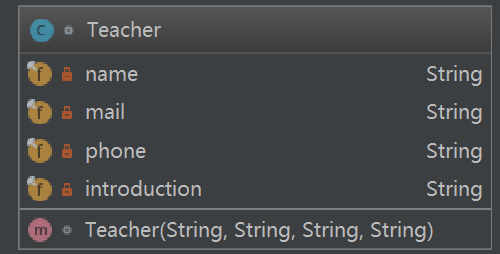 C Teacher
f name String
f mail String
f phone String
f introduction String
m Teacher(String, String, String, String)